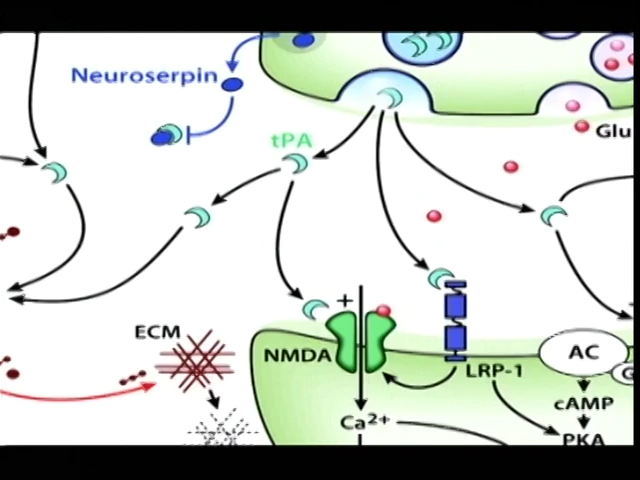 Neuroserpin
tPA
Glu
+
ECM
NMDA
LRP-1
AC
G
Ca²⁺
cAMP
PKA